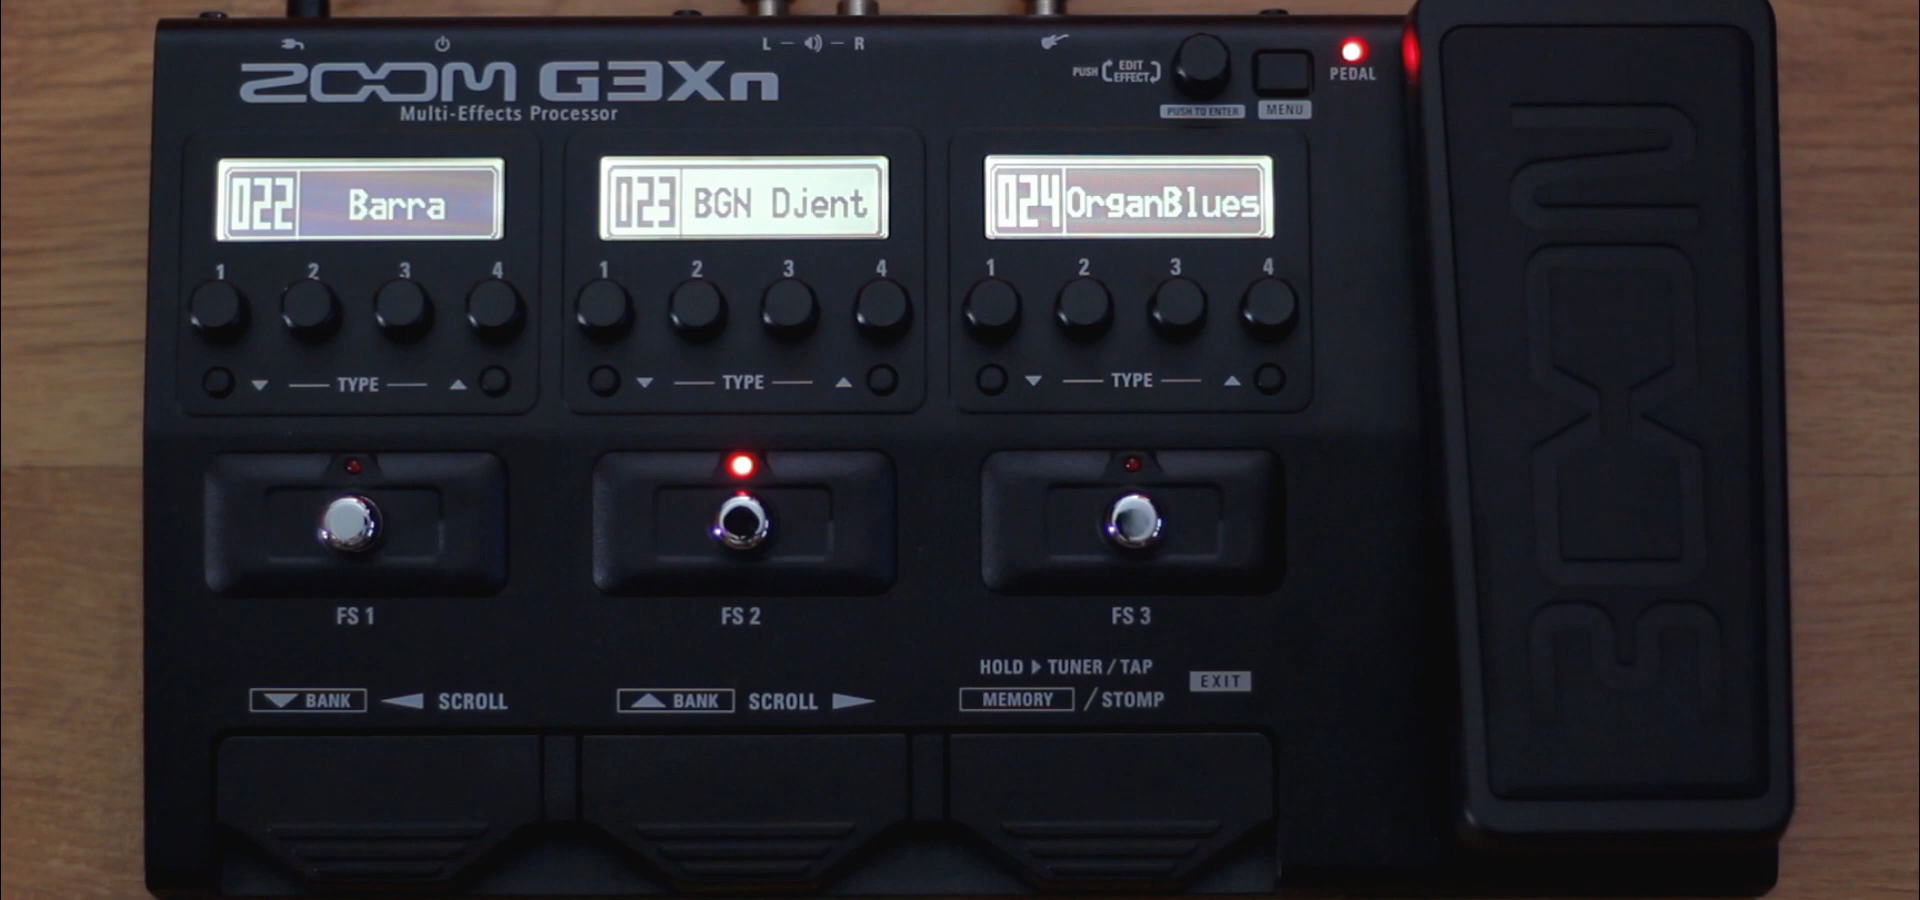 L R
ZOOM G3Xn
Multi-Effects Processor
PUSH EDIT EFFECT
PUSH TO ENTER
MENU
PEDAL
022 Barra
023 BGN Djent
024 OrganBlues
1 2 3 4
1 2 3 4
1 2 3 4
TYPE
TYPE
TYPE
FS 1
FS 2
FS 3
BANK SCROLL
BANK SCROLL
HOLD TUNER / TAP
MEMORY / STOMP
EXIT
ZOOM